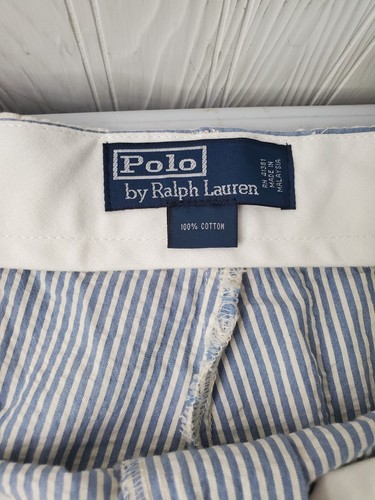 Polo
by Ralph Lauren
RN 41381
MADE IN
MALAYSIA
100% COTTON